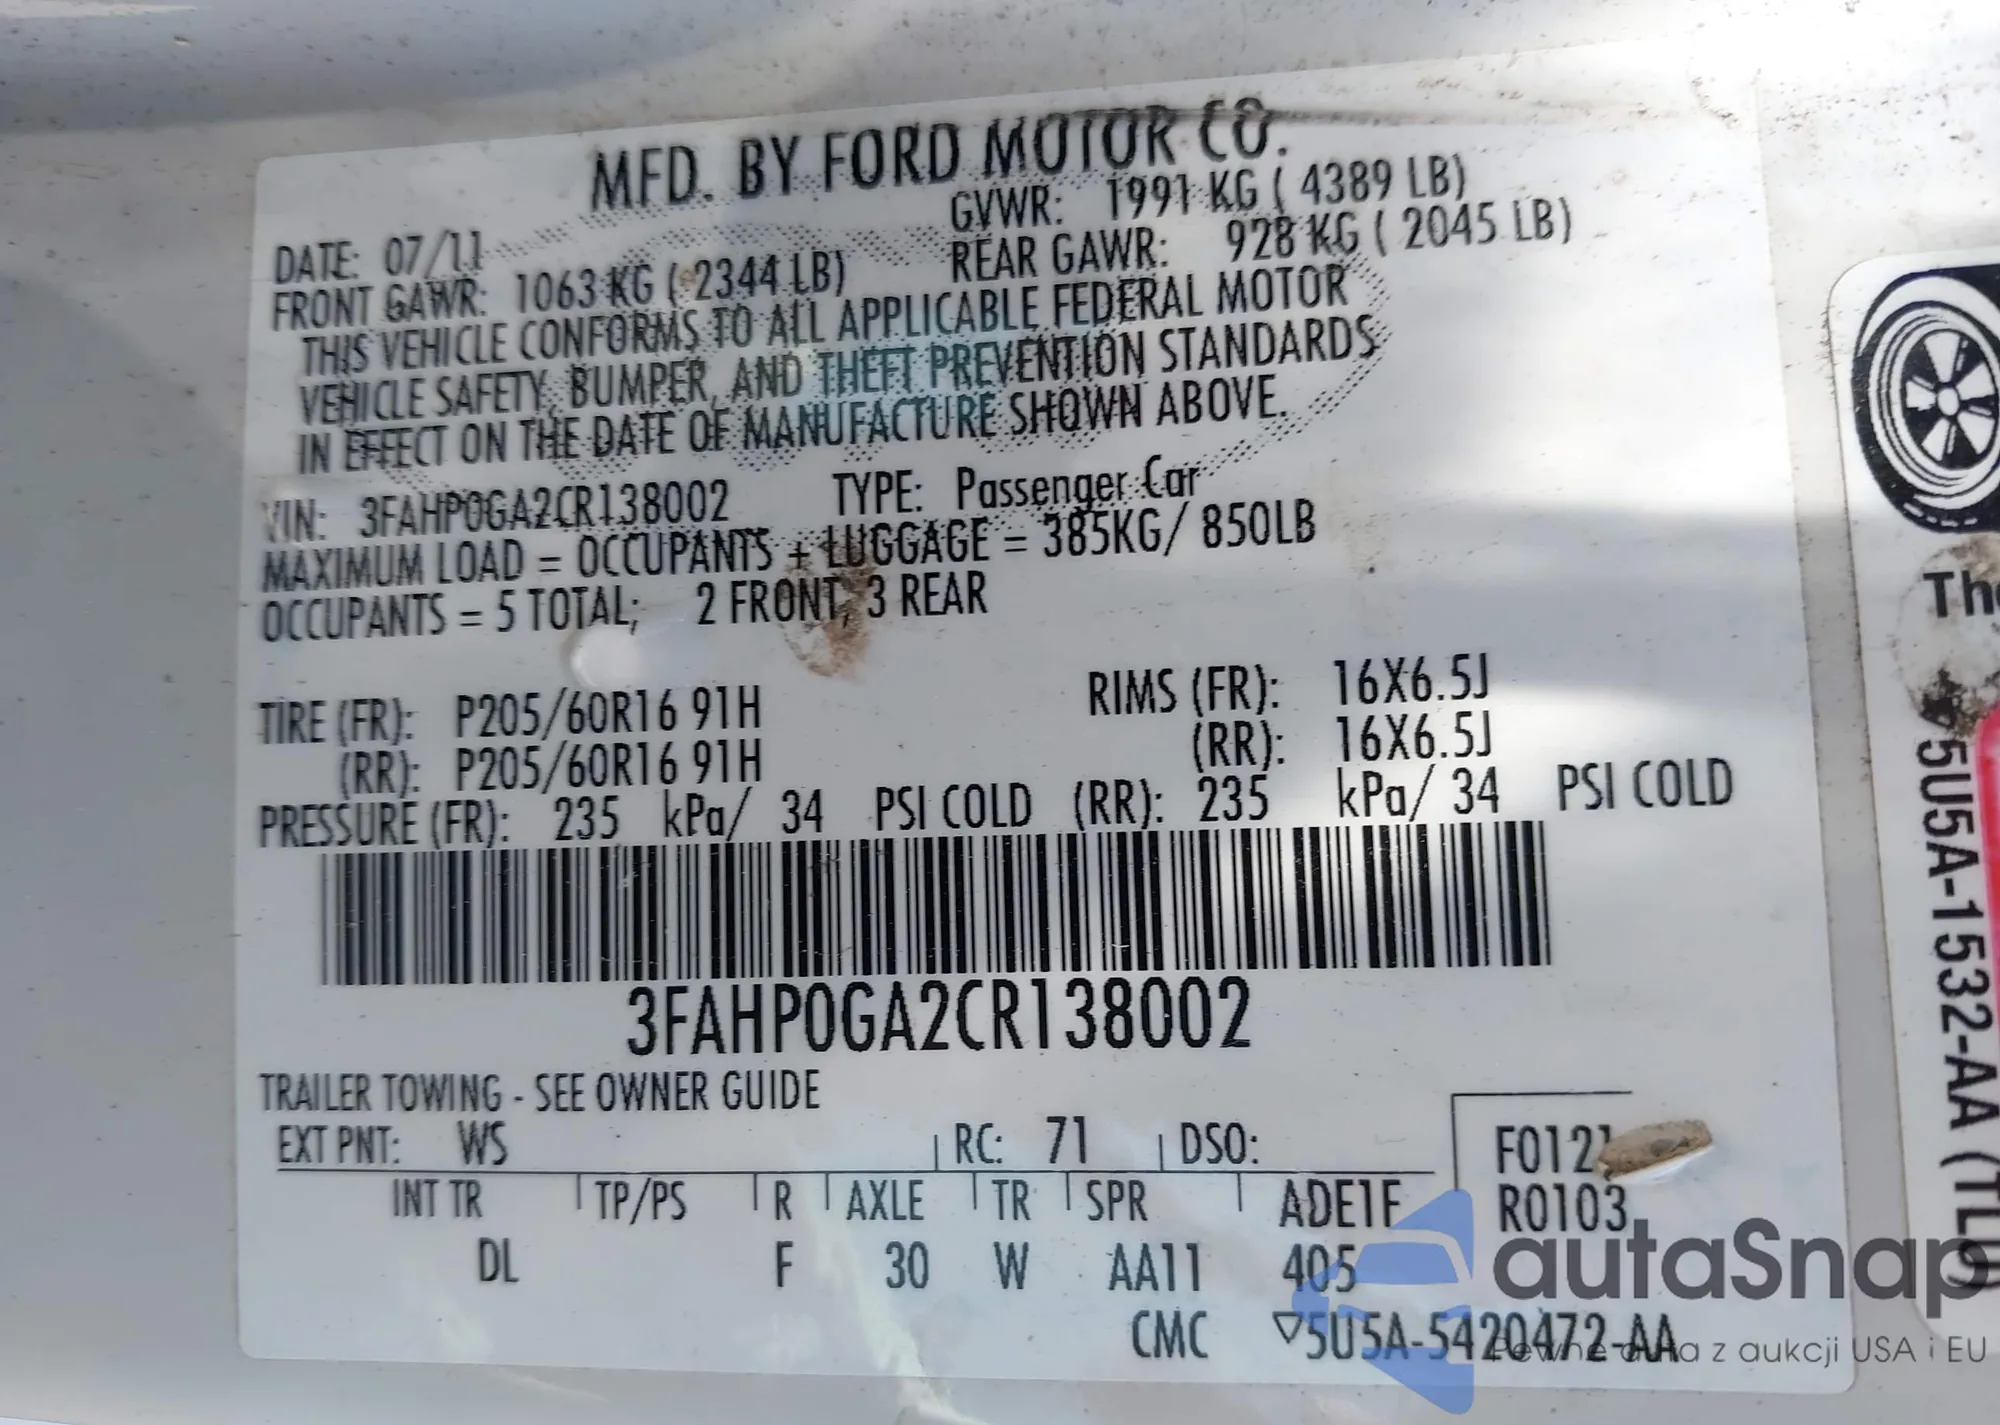 MFD. BY FORD MOTOR CO.
DATE: 07/11 GVWR: 1991 KG ( 4389 LB)
FRONT GAWR: 1063 KG ( 2344 LB) REAR GAWR: 928 KG ( 2045 LB)
THIS VEHICLE CONFORMS TO ALL APPLICABLE FEDERAL MOTOR
VEHICLE SAFETY, BUMPER, AND THEFT PREVENTION STANDARDS
IN EFFECT ON THE DATE OF MANUFACTURE SHOWN ABOVE.
VIN: 3FAHP0GA2CR138002 TYPE: Passenger Car
MAXIMUM LOAD = OCCUPANTS + LUGGAGE = 385KG/ 850LB
OCCUPANTS = 5 TOTAL; 2 FRONT, 3 REAR
TIRE (FR): P205/60R16 91H RIMS (FR): 16X6.5J
(RR): P205/60R16 91H (RR): 16X6.5J
PRESSURE (FR): 235 kPa/ 34 PSI COLD (RR): 235 kPa/ 34 PSI COLD
3FAHP0GA2CR138002
TRAILER TOWING - SEE OWNER GUIDE
EXT PNT: WS RC: 71 DSO:
INT TR TP/PS R AXLE TR SPR ADE1F
DL F 30 W AA11 405
CMC ▽5U5A-5420472-AA
R0103
5U5A-1532-AA (TLU)
autaSnap
Pewne auta z aukcji USA i EU